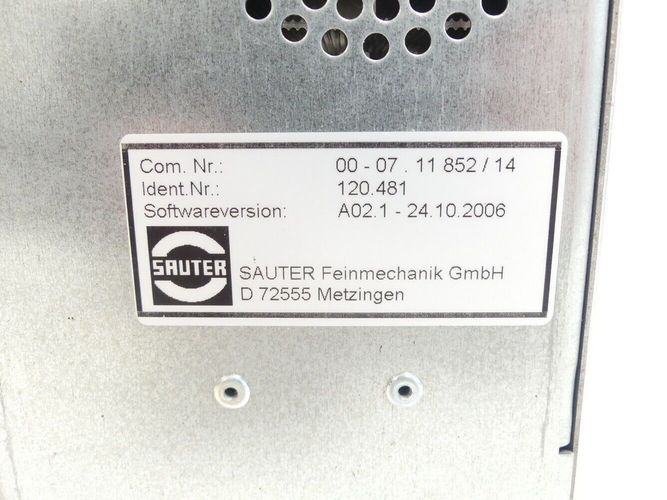 Com. Nr.: 00 - 07 . 11 852 / 14
Ident.Nr.: 120.481
Softwareversion: A02.1 - 24.10.2006
SAUTER
SAUTER Feinmechanik GmbH
D 72555 Metzingen